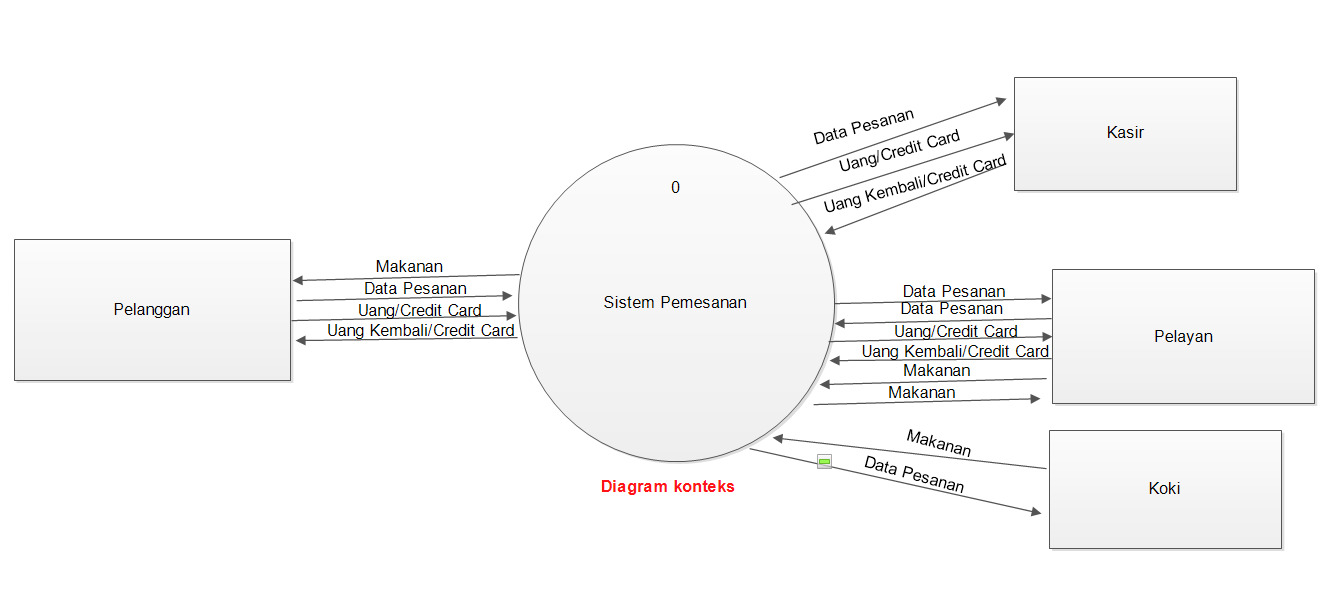 Data Pesanan
Uang/Credit Card
Uang Kembali/Credit Card
Kasir
0
Sistem Pemesanan
Pelanggan
Makanan
Data Pesanan
Uang/Credit Card
Uang Kembali/Credit Card
Data Pesanan
Data Pesanan
Uang/Credit Card
Uang Kembali/Credit Card
Makanan
Makanan
Pelayan
Makanan
Data Pesanan
Koki
Diagram konteks